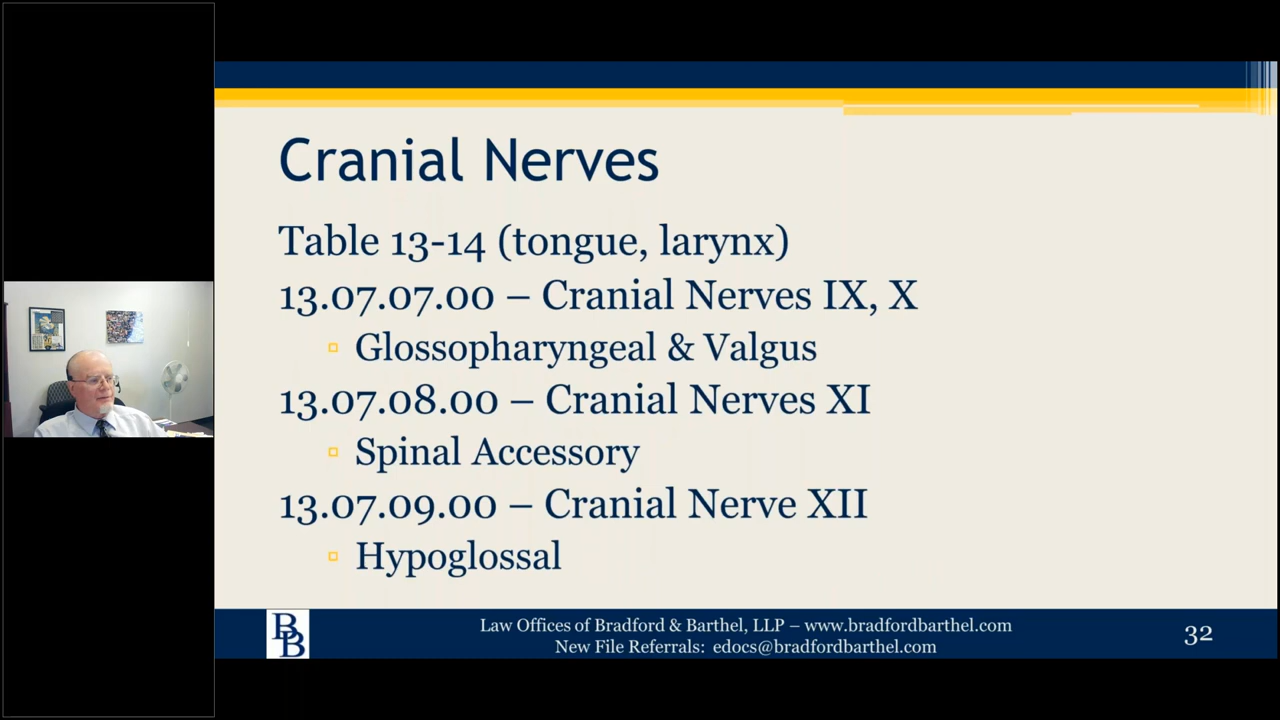 Cranial Nerves
Table 13-14 (tongue, larynx)
13.07.07.00 – Cranial Nerves IX, X
Glossopharyngeal & Valgus
13.07.08.00 – Cranial Nerves XI
Spinal Accessory
13.07.09.00 – Cranial Nerve XII
Hypoglossal
BB
Law Offices of Bradford & Barthel, LLP – www.bradfordbarthel.com
New File Referrals: edocs@bradfordbarthel.com
32